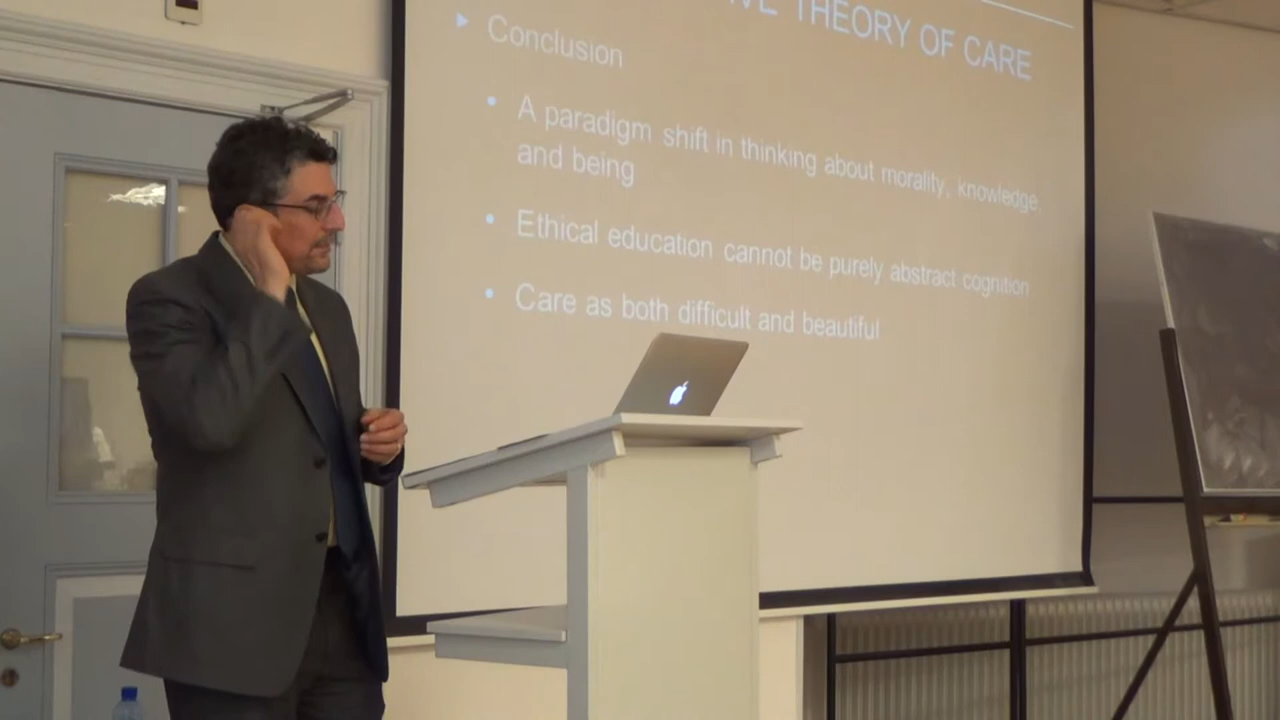 THEORY OF CARE
Conclusion
A paradigm shift in thinking about morality, knowledge,
and being
Ethical education cannot be purely abstract cognition
Care as both difficult and beautiful